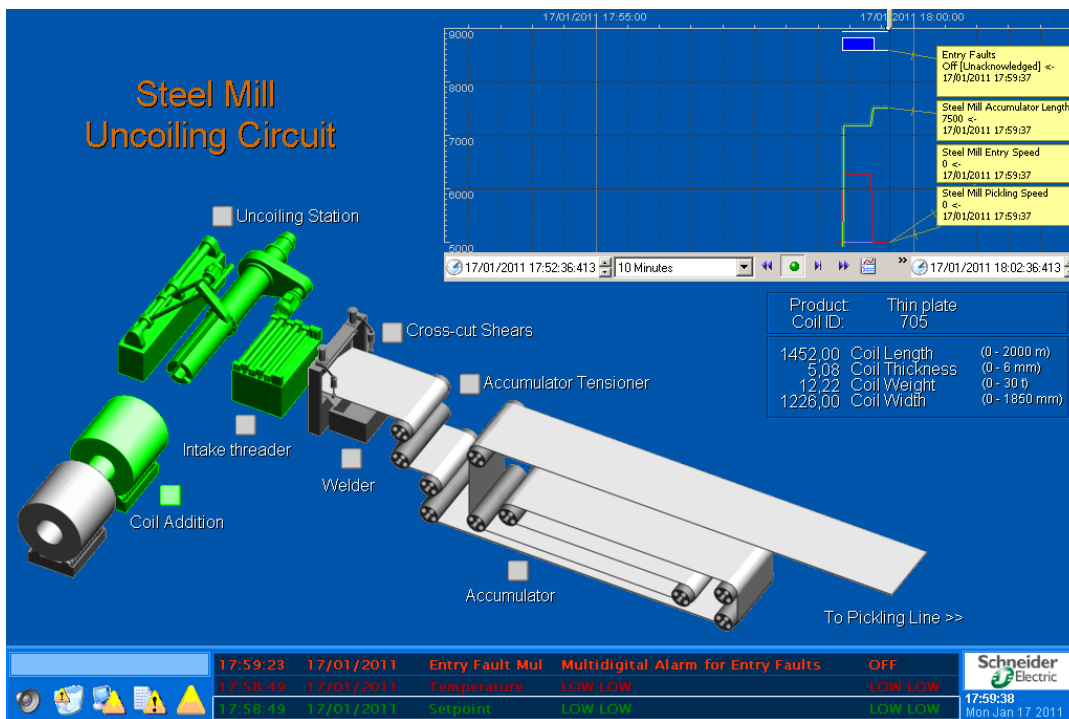 17/01/2011 17:55:00
17/01/2011 18:00:00
9000
8000
7000
6000
5000
Entry Faults
Off [Unacknowledged] <-
17/01/2011 17:59:37
Steel Mill Accumulator Length
7500 <-
17/01/2011 17:59:37
Steel Mill Entry Speed
0 <-
17/01/2011 17:59:37
Steel Mill Pickling Speed
0 <-
17/01/2011 17:59:37
17/01/2011 17:52:36:413
10 Minutes
»
17/01/2011 18:02:36:413
Steel Mill
Uncoiling Circuit
Uncoiling Station
Product: Thin plate
Coil ID: 705
1452,00 Coil Length (0 - 2000 m)
5,08 Coil Thickness (0 - 6 mm)
12,22 Coil Weight (0 - 30 t)
1226,00 Coil Width (0 - 1850 mm)
Cross-cut Shears
Accumulator Tensioner
Intake threader
Welder
Coil Addition
Accumulator
To Pickling Line >>
17:59:23 17/01/2011 Entry Fault Mul Multidigital Alarm for Entry Faults OFF
17:58:49 17/01/2011 Temperature LOW LOW LOW LOW
17:58:49 17/01/2011 Setpoint LOW LOW LOW LOW
Schneider
Electric
17:59:38
Mon Jan 17 2011